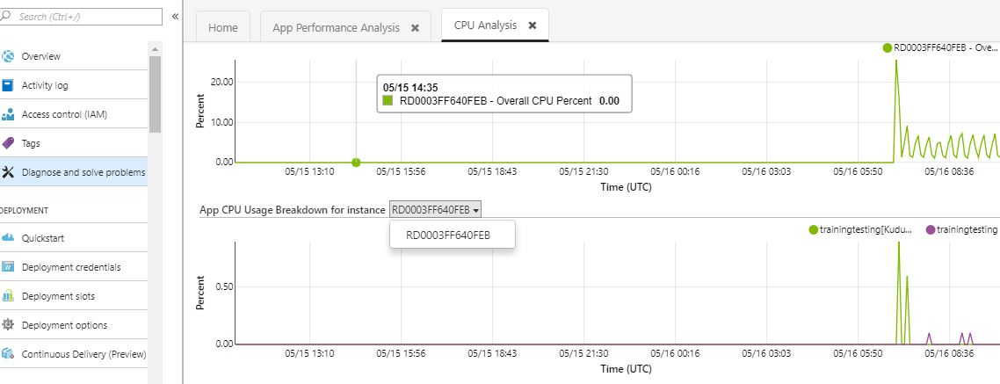 Search (Ctrl+/)
«
Overview
Activity log
Access control (IAM)
Tags
Diagnose and solve problems
DEPLOYMENT
Quickstart
Deployment credentials
Deployment slots
Deployment options
Continuous Delivery (Preview)
Home
App Performance Analysis ✖
CPU Analysis ✖
RD0003FF640FEB - Ove...
Percent
20.00
10.00
0.00
05/15 14:35
RD0003FF640FEB - Overall CPU Percent 0.00
05/15 13:10 05/15 15:56 05/15 18:43 05/15 21:30 05/16 00:16 05/16 03:03 05/16 05:50 05/16 08:36
Time (UTC)
App CPU Usage Breakdown for instance RD0003FF640FEB
RD0003FF640FEB
trainingtesting[Kudu... trainingtesting
Percent
0.50
0.00
05/15 13:10 05/15 15:56 05/15 18:43 05/15 21:30 05/16 00:16 05/16 03:03 05/16 05:50 05/16 08:36
Time (UTC)